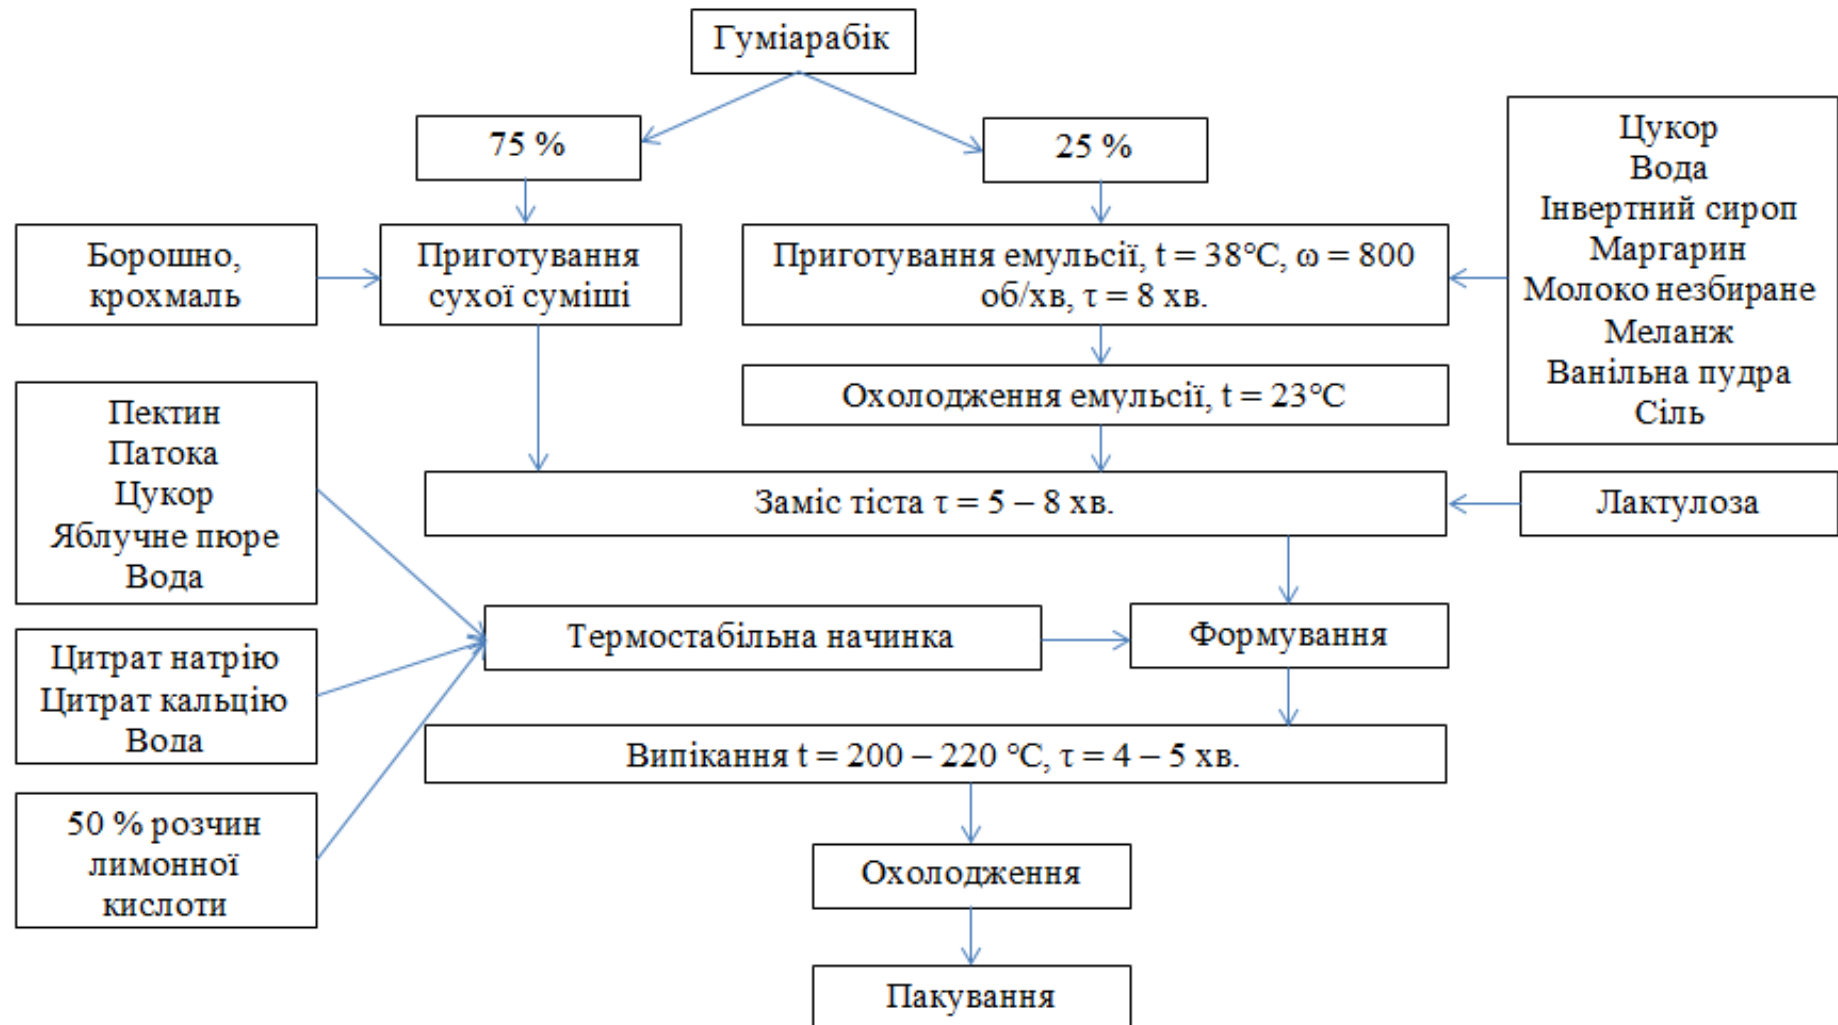 Гуміарабік
75 %
25 %
Цукор
Вода
Інвертний сироп
Маргарин
Молоко незбиране
Меланж
Ванільна пудра
Сіль
Борошно,
крохмаль
Приготування
сухої суміші
Приготування емульсії, t = 38°С, ω = 800
об/хв, τ = 8 хв.
Охолодження емульсії, t = 23°С
Пектин
Патока
Цукор
Яблучне пюре
Вода
Заміс тіста τ = 5 – 8 хв.
Лактулоза
Термостабільна начинка
Формування
Цитрат натрію
Цитрат кальцію
Вода
Випікання t = 200 – 220 °С, τ = 4 – 5 хв.
50 % розчин
лимонної
кислоти
Охолодження
Пакування